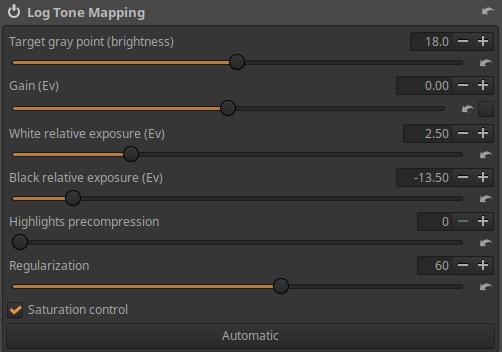 Log Tone Mapping
Target gray point (brightness) 18.0
Gain (Ev) 0.00
White relative exposure (Ev) 2.50
Black relative exposure (Ev) -13.50
Highlights precompression 0
Regularization 60
Saturation control
Automatic